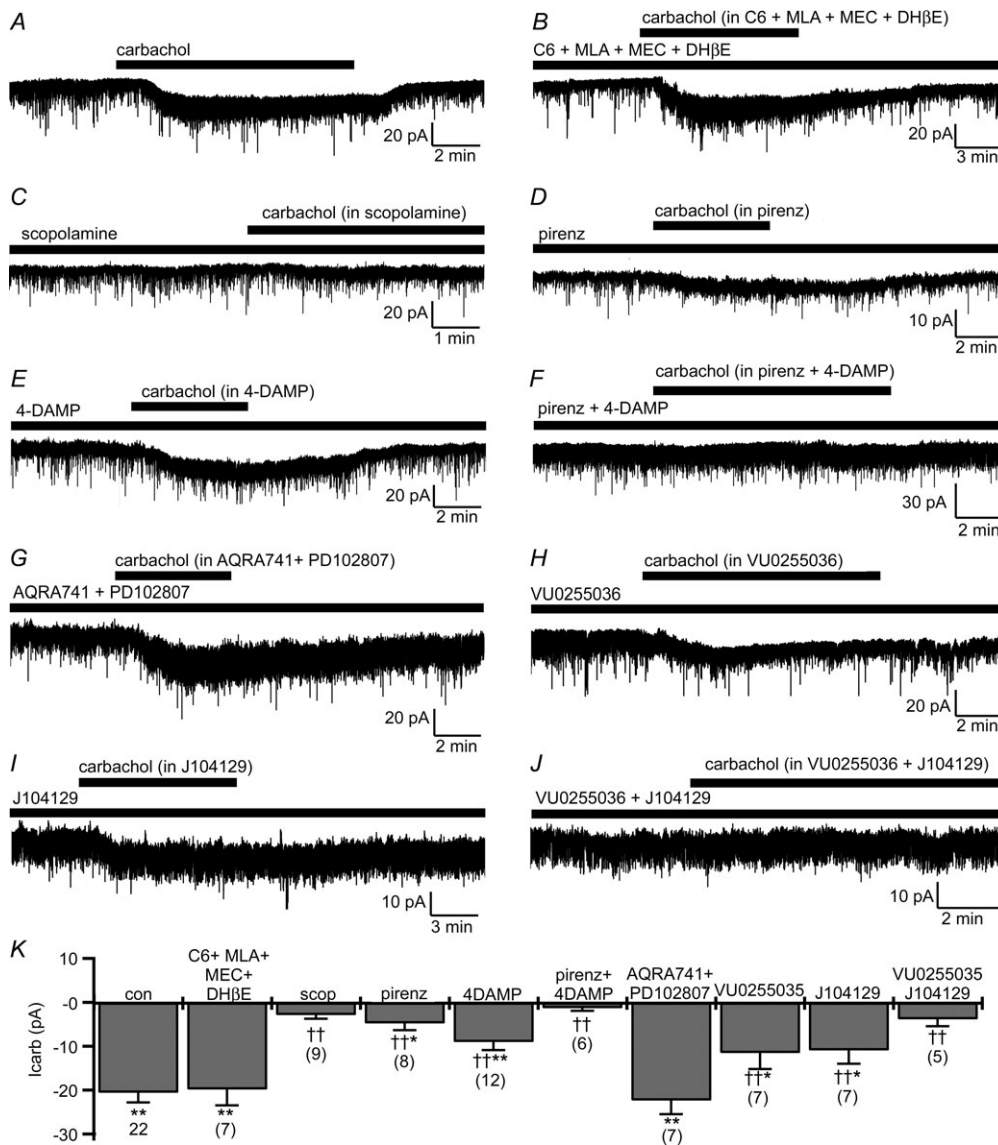 A
carbachol
20 pA
2 min
B
carbachol (in C6 + MLA + MEC + DHβE)
C6 + MLA + MEC + DHβE
20 pA
3 min
C
carbachol (in scopolamine)
scopolamine
20 pA
1 min
D
carbachol (in pirenz)
pirenz
10 pA
2 min
E
carbachol (in 4-DAMP)
4-DAMP
20 pA
2 min
F
carbachol (in pirenz + 4-DAMP)
pirenz + 4-DAMP
30 pA
2 min
G
carbachol (in AQRA741+ PD102807)
AQRA741 + PD102807
20 pA
2 min
H
carbachol (in VU0255036)
VU0255036
20 pA
2 min
I
carbachol (in J104129)
J104129
10 pA
3 min
J
carbachol (in VU0255036 + J104129)
VU0255036 + J104129
10 pA
2 min
K
Icarb (pA)
10
-0
-10
-20
-30
con
C6+ MLA+
MEC+
DHβE
scop
pirenz
4DAMP
pirenz+
4DAMP
AQRA741+
PD102807
VU0255035
J104129
VU0255035
J104129
**
22
**
(7)
††
(9)
††*
(8)
††**
(12)
††
(6)
**
(7)
††*
(7)
††*
(7)
††
(5)